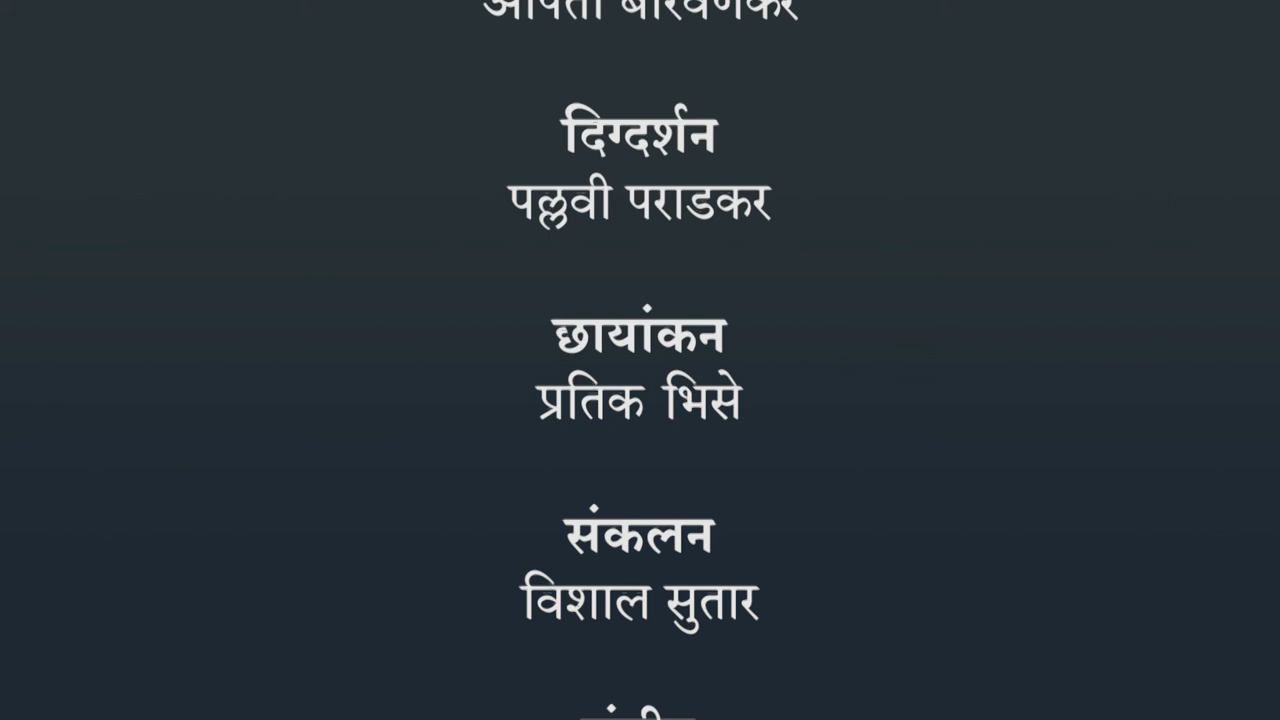 दिग्दर्शन
पल्लवी पराडकर
छायांकन
प्रतिक भिसे
संकलन
विशाल सुतार